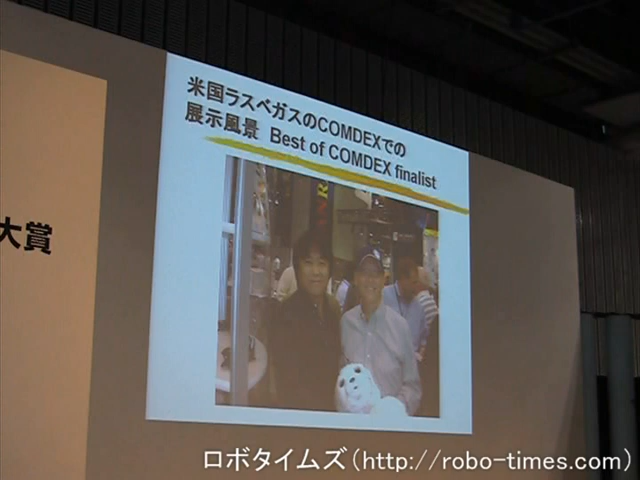 米国ラスベガスのCOMDEXでの
展示風景 Best of COMDEX finalist
大賞
ロボタイムズ（http://robo-times.com）